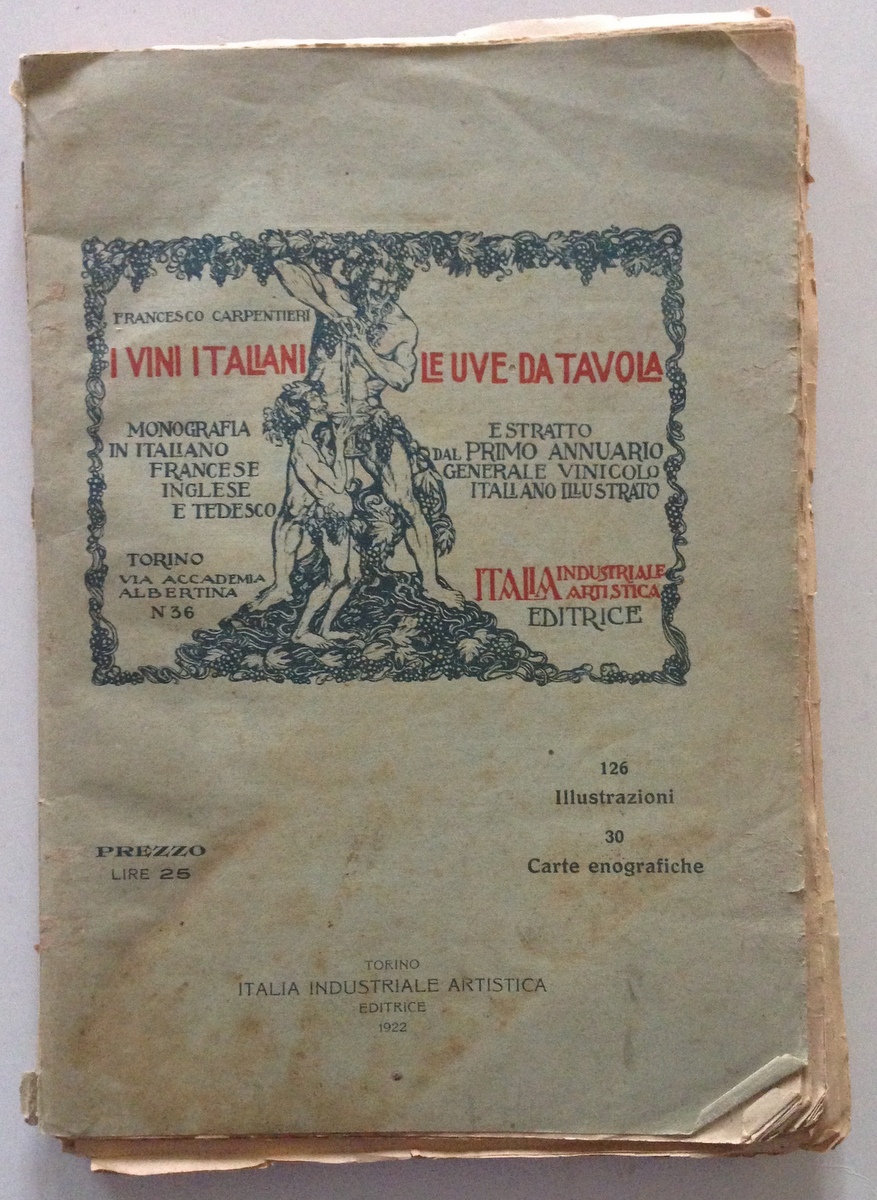 FRANCESCO CARPENTIERI
I VINI ITALIANI
LE UVE DA TAVOLA
MONOGRAFIA
IN ITALIANO
FRANCESE
INGLESE
E TEDESCO
ESTRATTO
DAL PRIMO ANNUARIO
GENERALE VINICOLO
ITALIANO ILLUSTRATO
TORINO
VIA ACCADEMIA
ALBERTINA
N 36
ITALIA INDUSTRIALE
ARTISTICA
EDITRICE
126
Illustrazioni
30
Carte enografiche
PREZZO
LIRE 25
TORINO
ITALIA INDUSTRIALE ARTISTICA
EDITRICE
1922